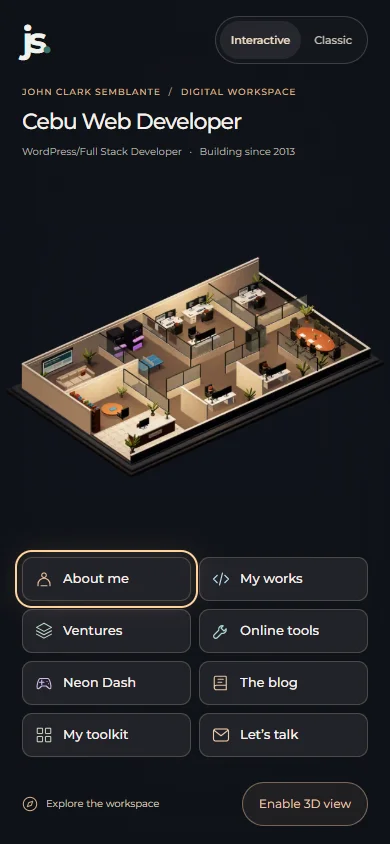 js.
Interactive
Classic
JOHN CLARK SEMBLANTE / DIGITAL WORKSPACE
Cebu Web Developer
WordPress/Full Stack Developer · Building since 2013
About me
My works
Ventures
Online tools
Neon Dash
The blog
My toolkit
Let's talk
Explore the workspace
Enable 3D view